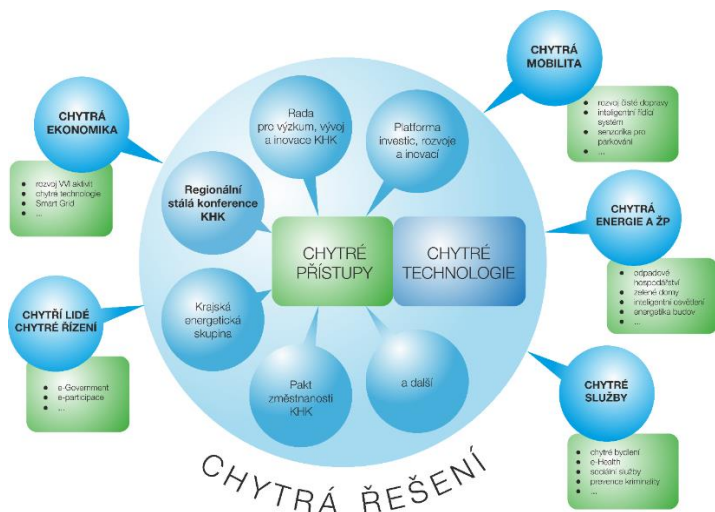 CHYTRÁ
MOBILITA
● rozvoj čisté dopravy
● inteligentní řídící
systém
● senzorika pro
parkování
● ...
CHYTRÁ
EKONOMIKA
● rozvoj VVI aktivit
● chytré technologie
● Smart Grid
● ...
Rada
pro výzkum, vývoj
a inovace KHK
Platforma
investic, rozvoje
a inovací
Regionální
stálá konference
KHK
CHYTRÉ
PŘÍSTUPY
CHYTRÉ
TECHNOLOGIE
CHYTRÁ
ENERGIE A ŽP
● odpadové
hospodářství
● zelené domy
● inteligentní osvětlení
● energetika budov
● ...
CHYTŘÍ LIDÉ
CHYTRÉ ŘÍZENÍ
● e-Government
● e-participace
● ...
Krajská
energetická
skupina
Pakt
změstnanosti
KHK
a další
CHYTRÉ
SLUŽBY
● chytré bydlení
● e-Health
● sociální služby
● prevence kriminality
● ...
CHYTRÁ ŘEŠENÍ